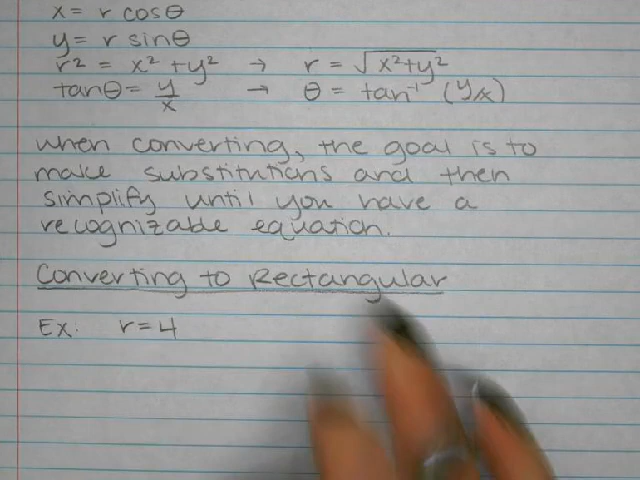 x = r cosθ
y = r sinθ
r² = x² + y² → r = √x²+y²
tanθ = y/x → θ = tan⁻¹ (y/x)
when converting, the goal is to
make substitutions and then
simplify until you have a
recognizable equation.
Converting to Rectangular
Ex: r = 4